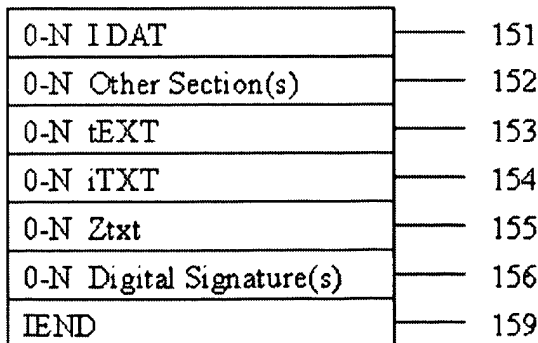 0-N IDAT 151
0-N Other Section(s) 152
0-N tEXT 153
0-N iTXT 154
0-N Ztxt 155
0-N Digital Signature(s) 156
IEND 159